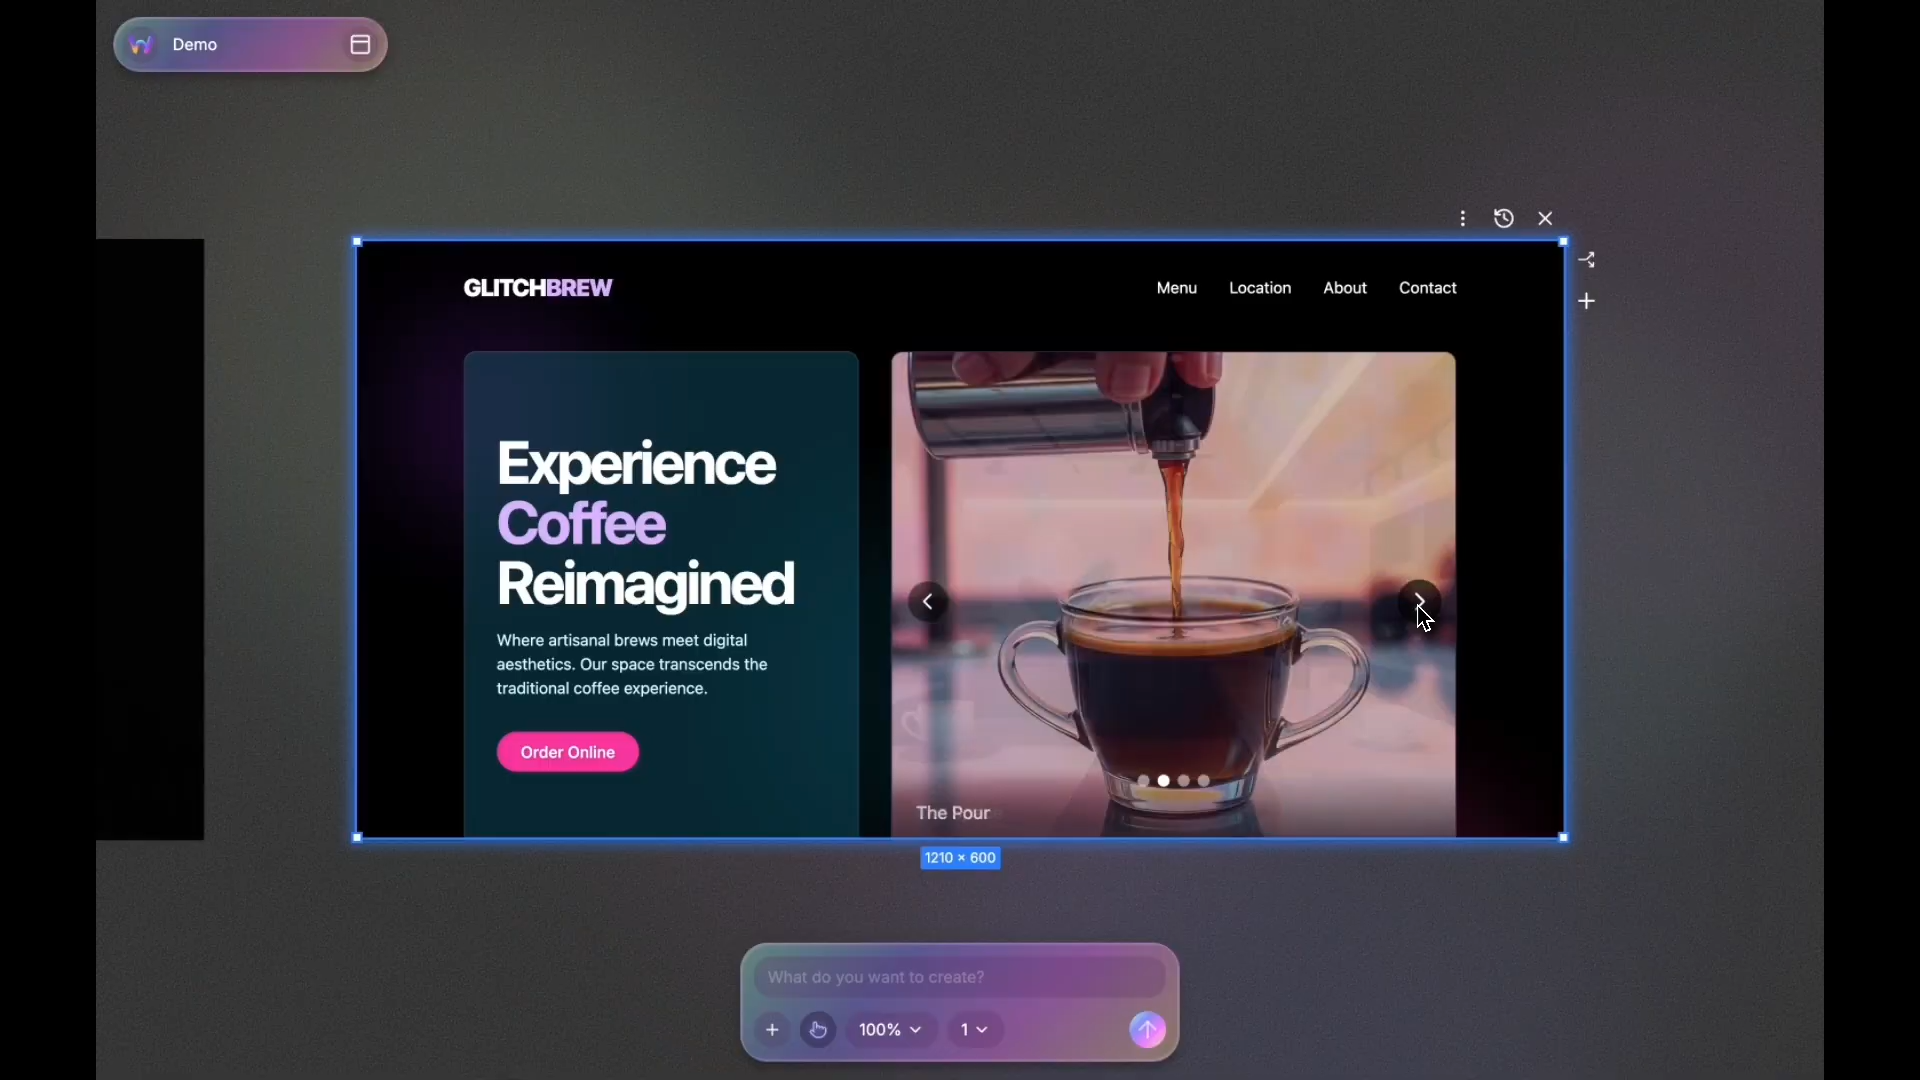 Demo
GLITCHBREW
Menu
Location
About
Contact
Experience
Coffee
Reimagined
Where artisanal brews meet digital
aesthetics. Our space transcends the
traditional coffee experience.
Order Online
The Pour
1210 × 600
What do you want to create?
100%
1